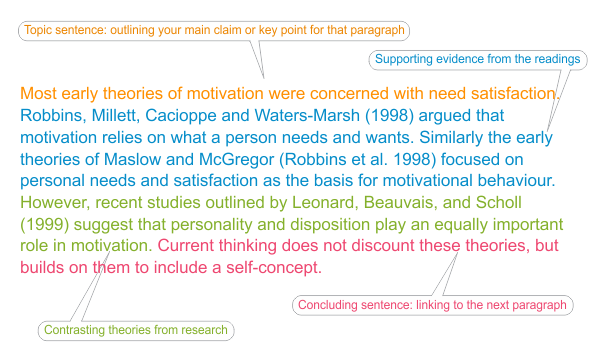 Topic sentence: outlining your main claim or key point for that paragraph
Supporting evidence from the readings
Most early theories of motivation were concerned with need satisfaction.
Robbins, Millett, Cacioppe and Waters-Marsh (1998) argued that
motivation relies on what a person needs and wants. Similarly the early
theories of Maslow and McGregor (Robbins et al. 1998) focused on
personal needs and satisfaction as the basis for motivational behaviour.
However, recent studies outlined by Leonard, Beauvais, and Scholl
(1999) suggest that personality and disposition play an equally important
role in motivation. Current thinking does not discount these theories, but
builds on them to include a self-concept.
Concluding sentence: linking to the next paragraph
Contrasting theories from research